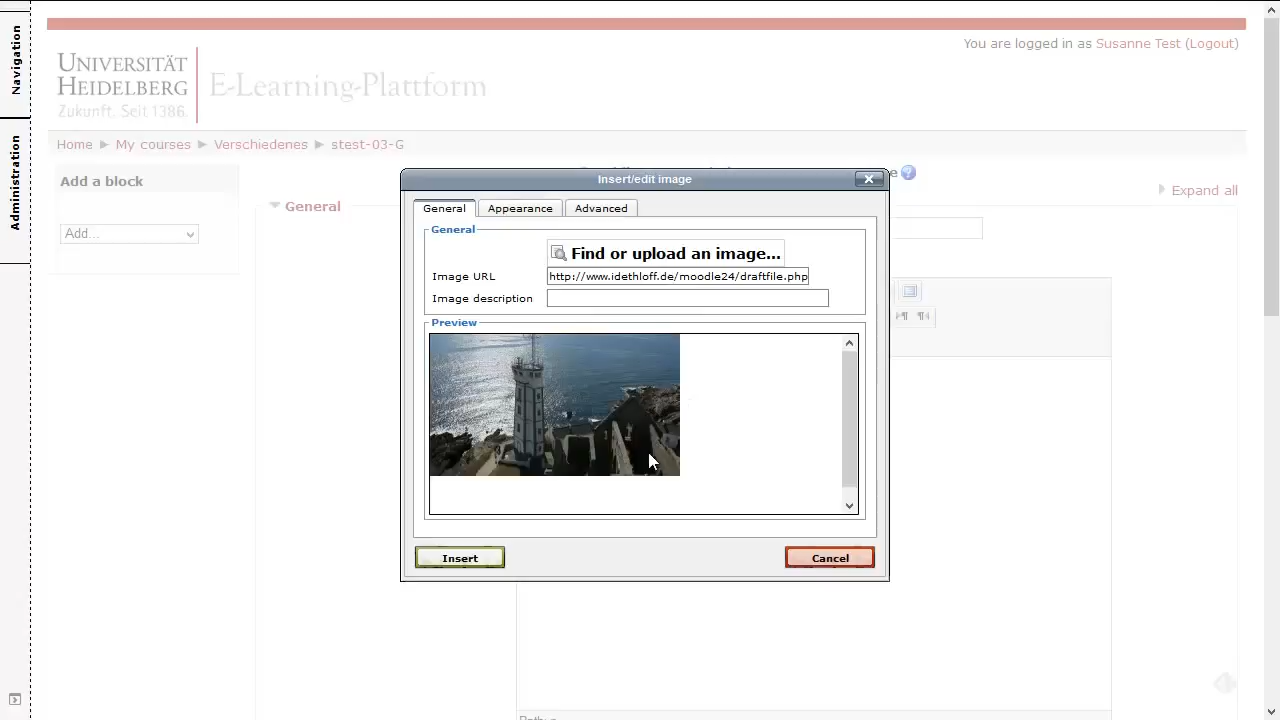 Navigation
Administration
You are logged in as Susanne Test (Logout)
UNIVERSITÄT
HEIDELBERG
Zukunft. Seit 1386.
E-Learning-Plattform
Home ► My courses ► Verschiedenes ► stest-03-G
Add a block
Add...
General
Expand all
Insert/edit image
General
Appearance
Advanced
General
Find or upload an image...
Image URL
http://www.idethloff.de/moodle24/draftfile.php
Image description
Preview
Insert
Cancel